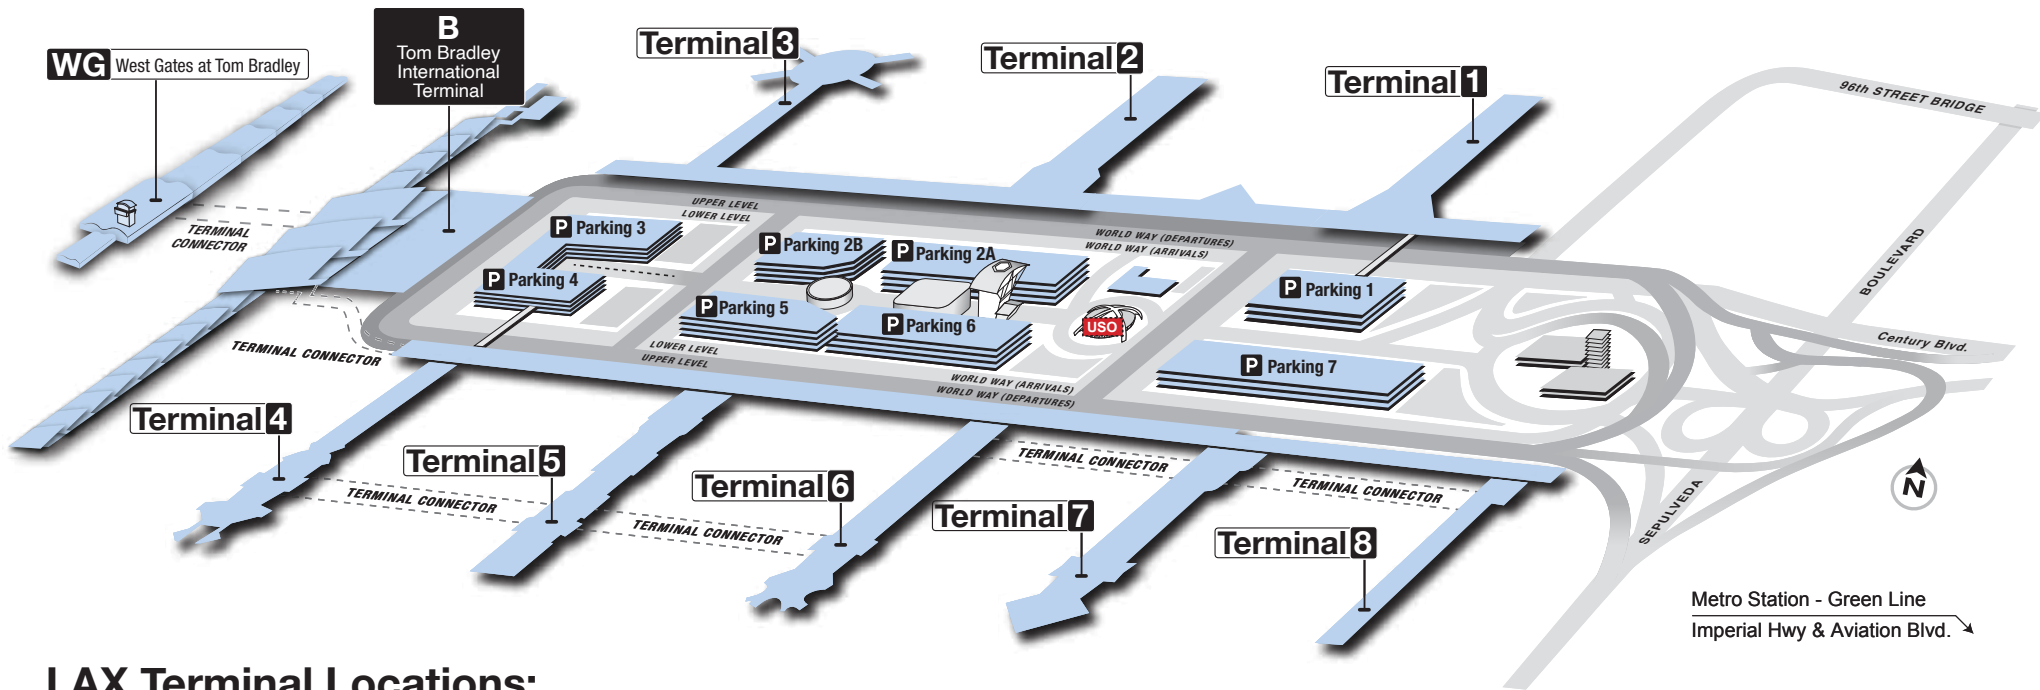 WG West Gates at Tom Bradley
B
Tom Bradley
International
Terminal
Terminal 3
Terminal 2
Terminal 1
96th STREET BRIDGE
TERMINAL
CONNECTOR
UPPER LEVEL
LOWER LEVEL
P Parking 3
P Parking 4
P Parking 2B
P Parking 2A
WORLD WAY (DEPARTURES)
WORLD WAY (ARRIVALS)
P Parking 1
P Parking 5
P Parking 6
USO
P Parking 7
BOULEVARD
Century Blvd.
TERMINAL CONNECTOR
LOWER LEVEL
UPPER LEVEL
WORLD WAY (ARRIVALS)
WORLD WAY (DEPARTURES)
Terminal 4
Terminal 5
Terminal 6
Terminal 7
Terminal 8
TERMINAL CONNECTOR
TERMINAL CONNECTOR
TERMINAL CONNECTOR
TERMINAL CONNECTOR
SEPULVEDA
N
Metro Station - Green Line
Imperial Hwy & Aviation Blvd.
LAX Terminal Locations: